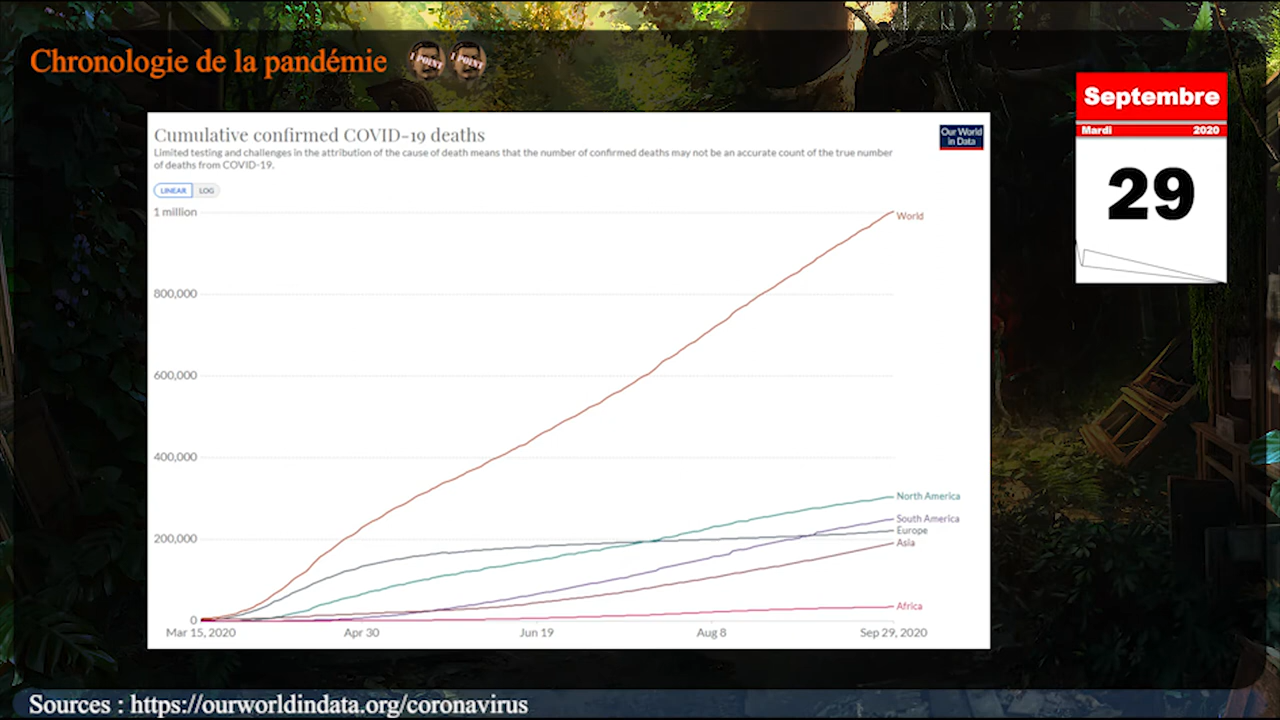 Chronologie de la pandémie
POINT POINT
Septembre
Mardi 2020
29
Cumulative confirmed COVID-19 deaths
Our World
in Data
Limited testing and challenges in the attribution of the cause of death means that the number of confirmed deaths may not be an accurate count of the true number
of deaths from COVID-19.
LINEAR LOG
1 million
World
800,000
600,000
400,000
North America
South America
200,000
Europe
Asia
Africa
0
Mar 15, 2020 Apr 30 Jun 19 Aug 8 Sep 29, 2020
Sources : https://ourworldindata.org/coronavirus